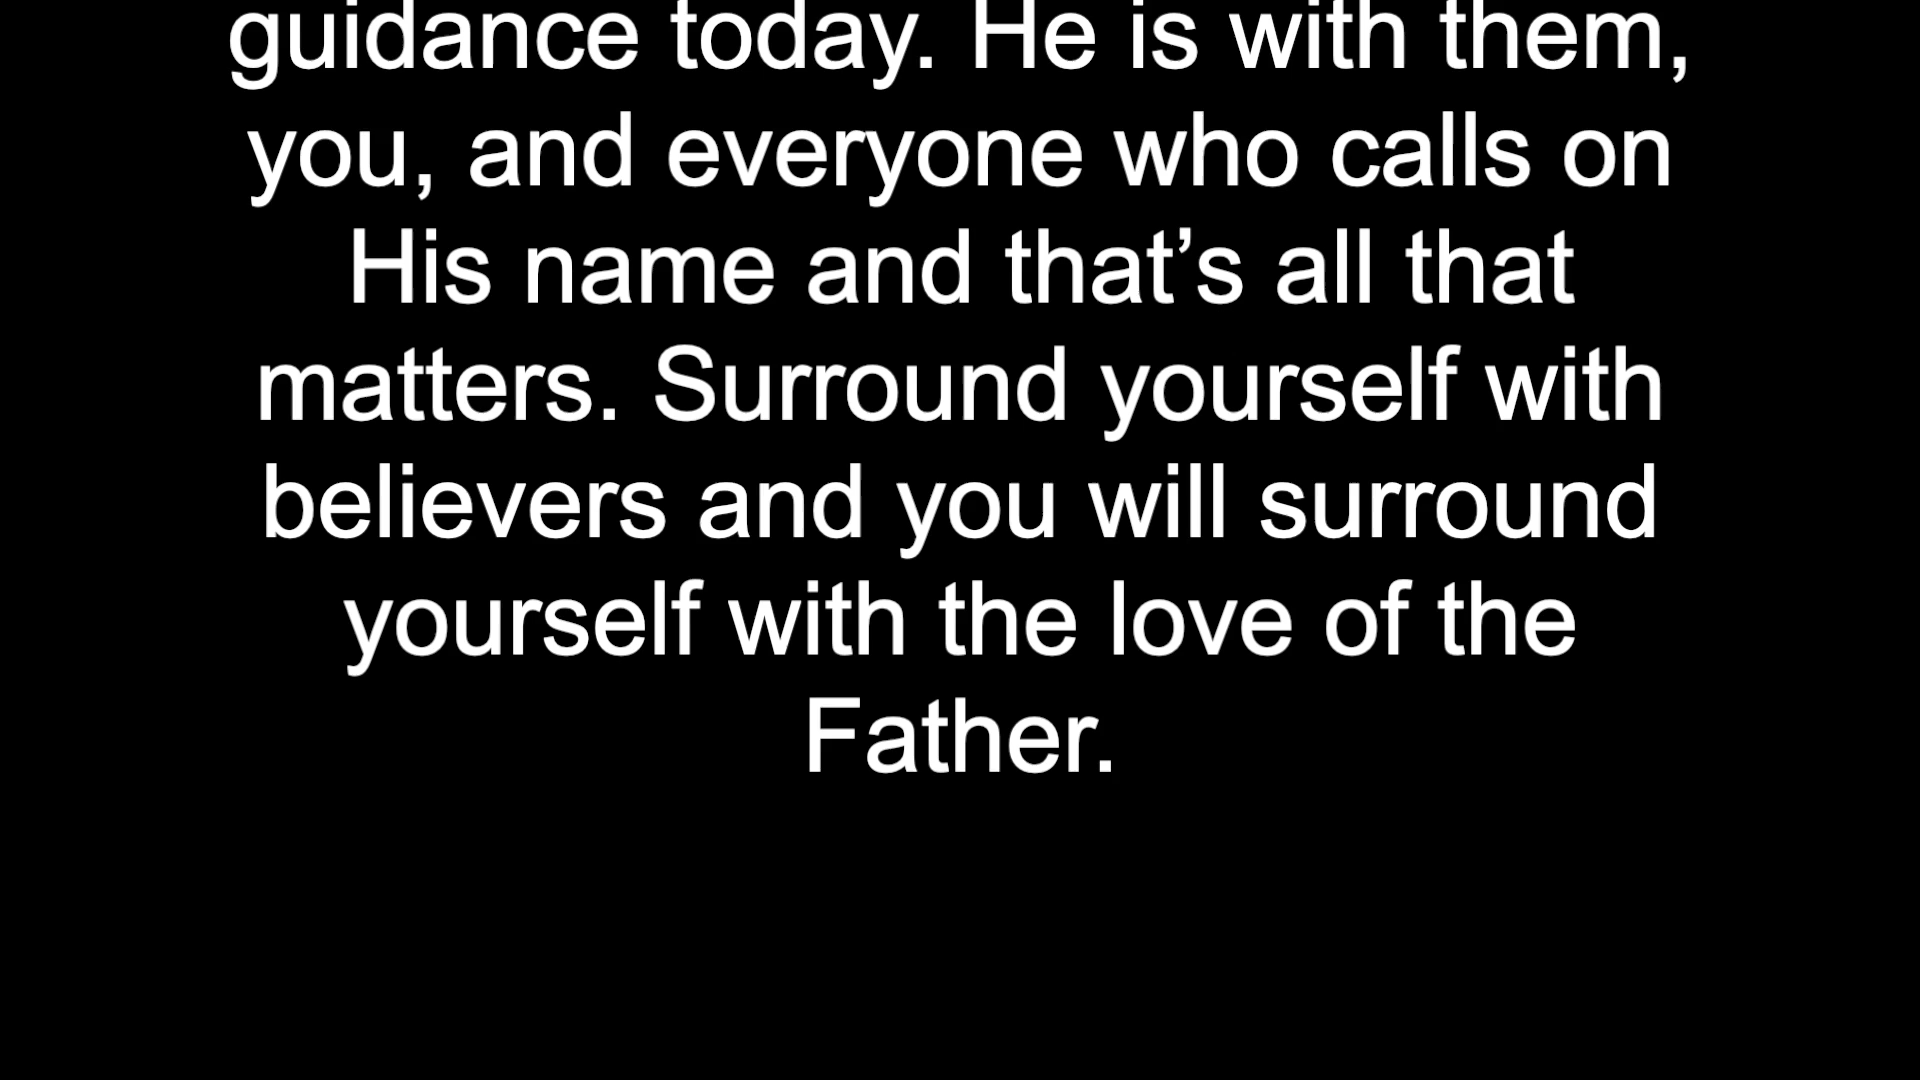 guidance today. He is with them,
you, and everyone who calls on
His name and that’s all that
matters. Surround yourself with
believers and you will surround
yourself with the love of the
Father.